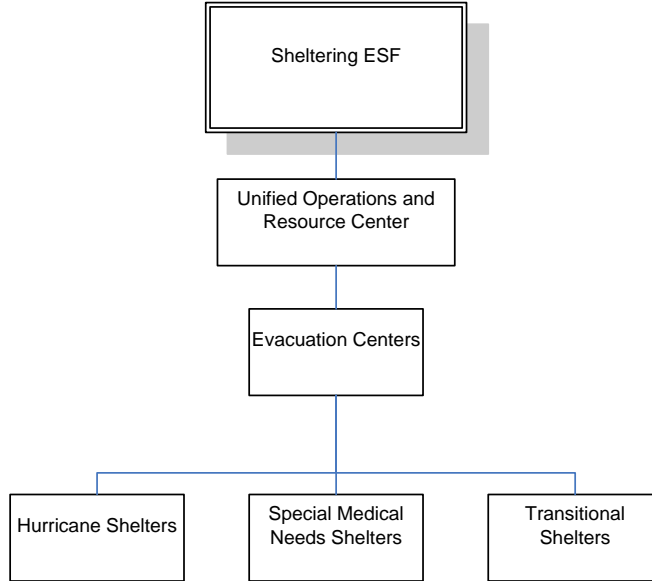 Sheltering ESF
Unified Operations and
Resource Center
Evacuation Centers
Hurricane Shelters
Special Medical
Needs Shelters
Transitional
Shelters